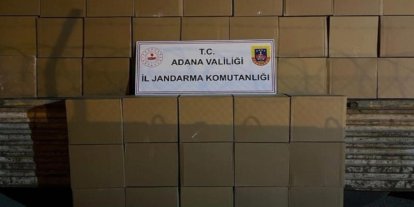 T.C.
ADANA VALİLİĞİ
İL JANDARMA KOMUTANLIĞI